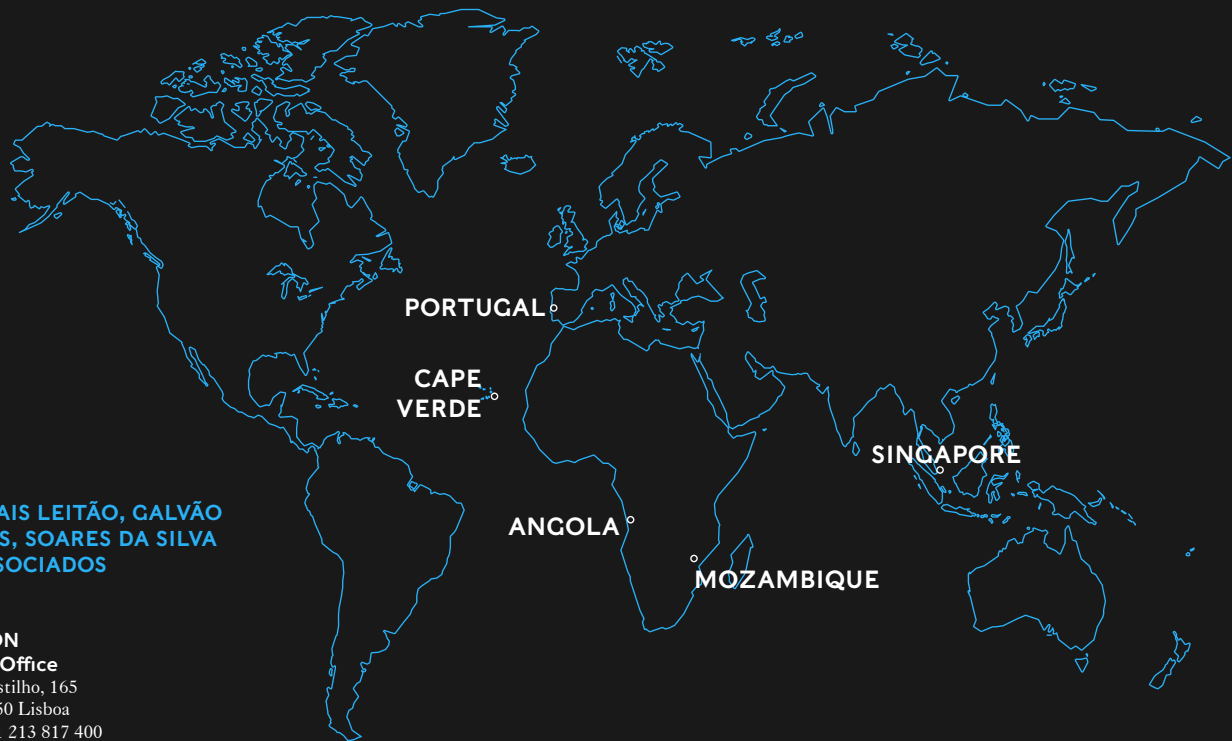 PORTUGAL
CAPE
VERDE
SINGAPORE
ANGOLA
MOZAMBIQUE
AIS LEITÃO, GALVÃO
S, SOARES DA SILVA
SOCIADOS
ON
Office
stilho, 165
50 Lisboa
213 817 400